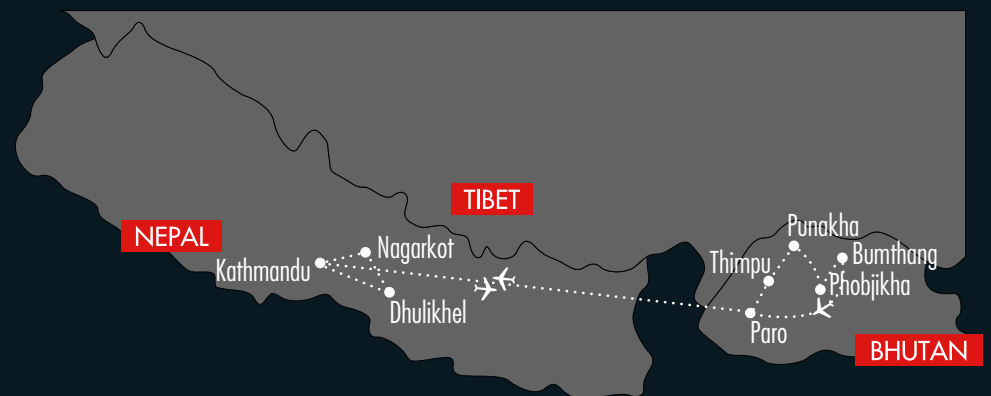 TIBET
NEPAL
Nagarkot
Kathmandu
Dhulikhel
Punakha
Bumthang
Thimpu
Phobjikha
Paro
BHUTAN